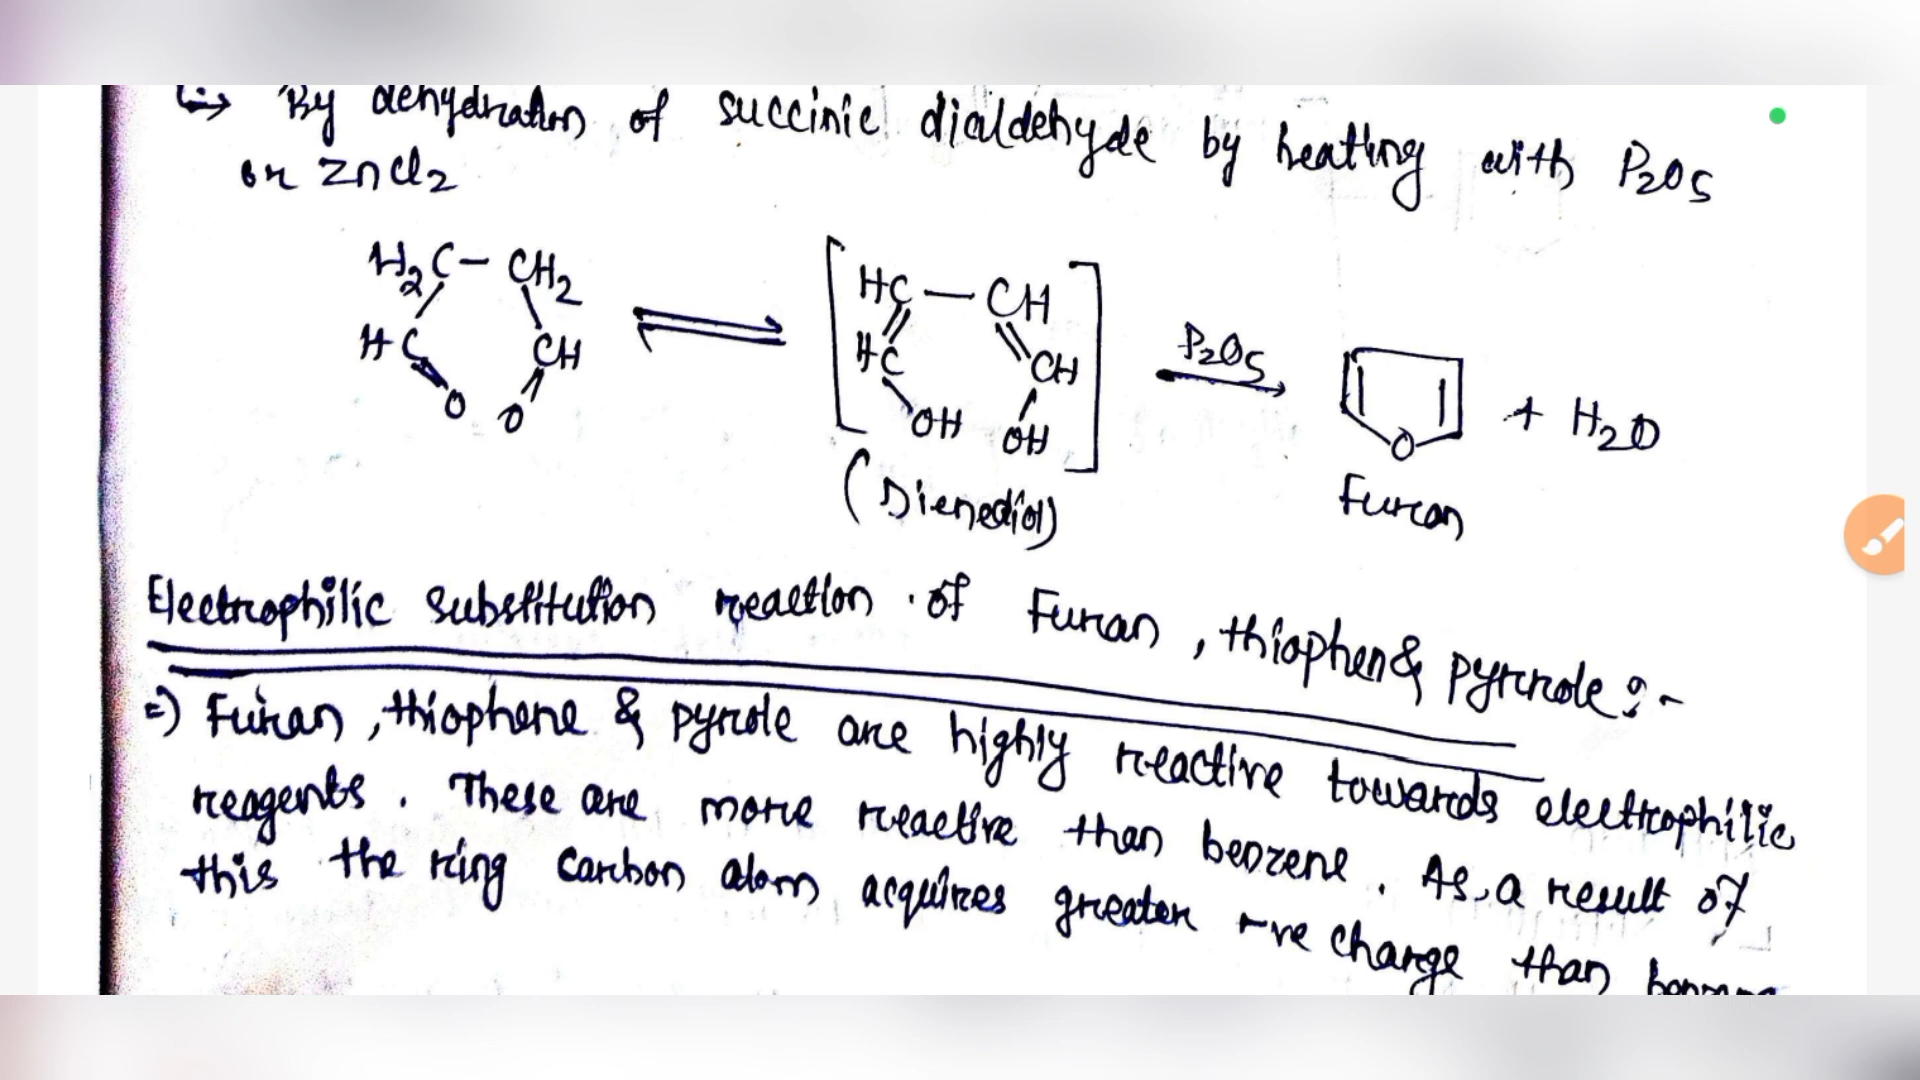 By dehydration of succinic dialdehyde by heating with P2O5
or ZnCl2
H2C - CH2
HC CH
O O
HC - CH
HC CH
OH OH
(Dienediol)
P2O5
O
+ H2O
Furan
Electrophilic substitution reaction of Furan, thiophen & pyrrole :-
=) Furan, thiophene & pyrrole are highly reactive towards electrophilic
reagents. These are more reactive than benzene. As a result of
this the ring carbon atom acquires greater -ve charge than benzene